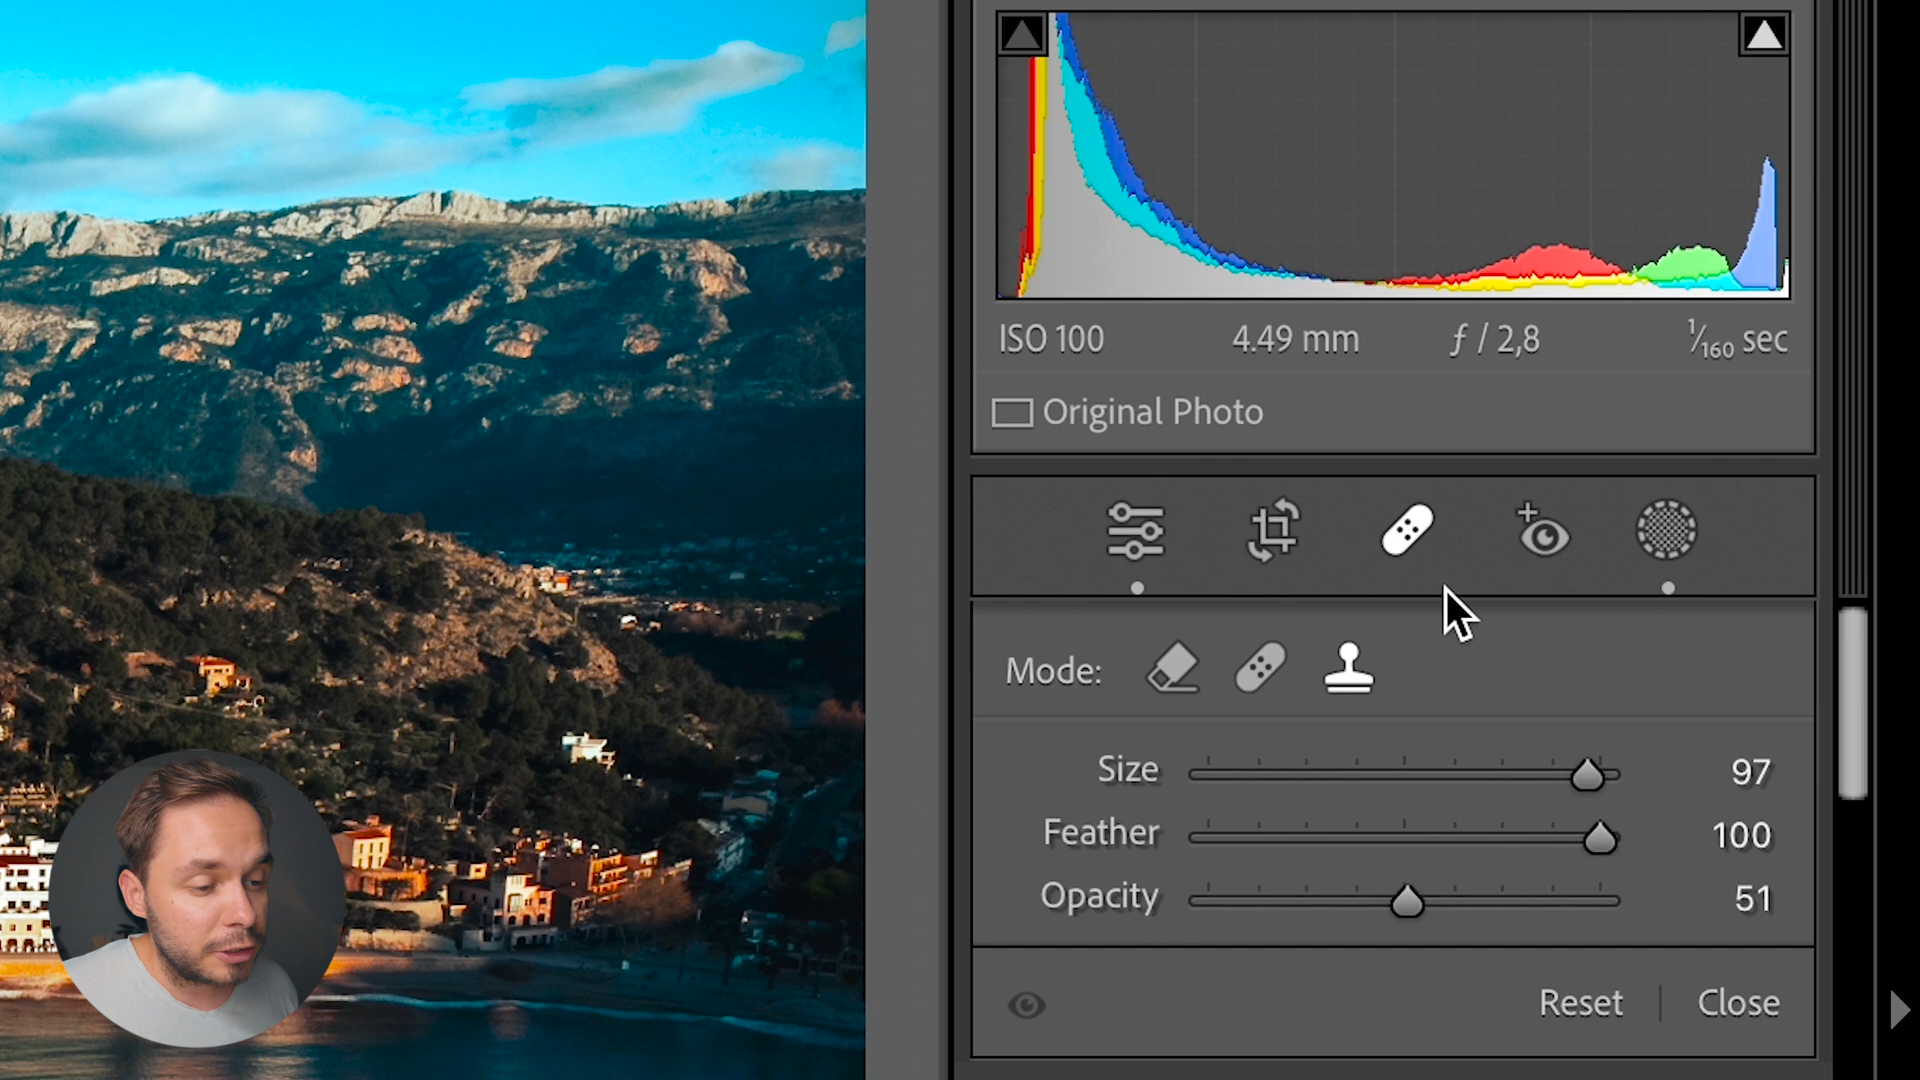 ISO 100 4.49 mm ƒ / 2,8 1/160 sec
Original Photo
Mode:
Size 97
Feather 100
Opacity 51
Reset | Close